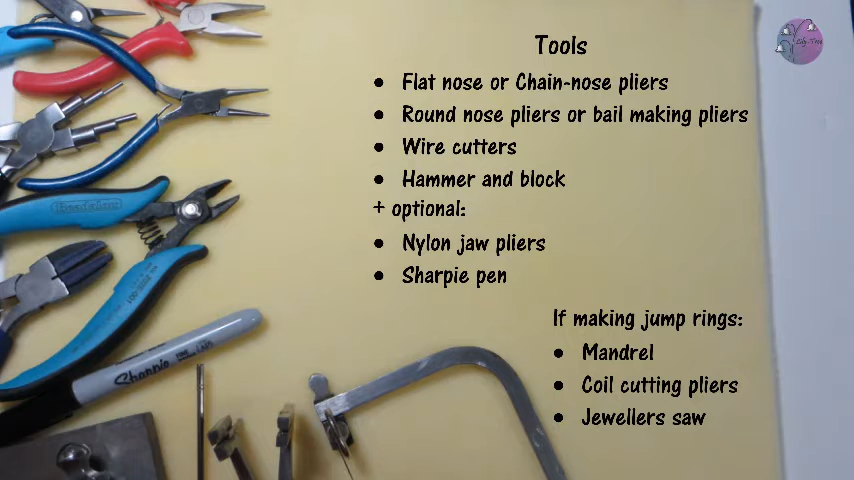 Tools
• Flat nose or Chain-nose pliers
• Round nose pliers or bail making pliers
• Wire cutters
• Hammer and block
+ optional:
• Nylon jaw pliers
• Sharpie pen
If making jump rings:
• Mandrel
• Coil cutting pliers
• Jewellers saw
Beadalon
Sharpie